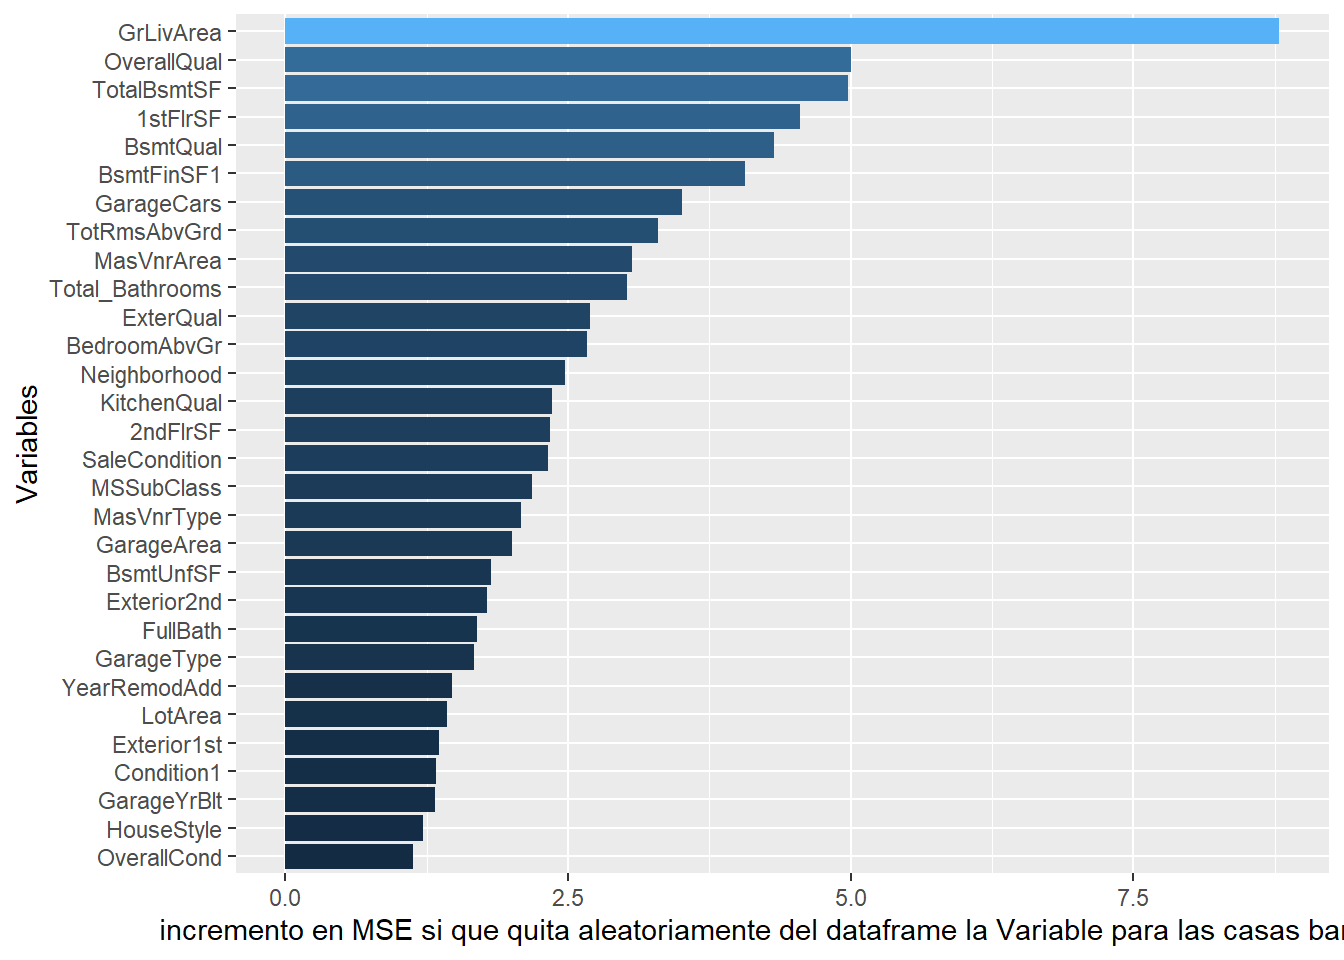 GrLivArea
OverallQual
TotalBsmtSF
1stFlrSF
BsmtQual
BsmtFinSF1
GarageCars
TotRmsAbvGrd
MasVnrArea
Total_Bathrooms
ExterQual
BedroomAbvGr
Neighborhood
KitchenQual
2ndFlrSF
SaleCondition
MSSubClass
MasVnrType
GarageArea
BsmtUnfSF
Exterior2nd
FullBath
GarageType
YearRemodAdd
LotArea
Exterior1st
Condition1
GarageYrBlt
HouseStyle
OverallCond
Variables
0.0 2.5 5.0 7.5
incremento en MSE si que quita aleatoriamente del dataframe la Variable para las casas